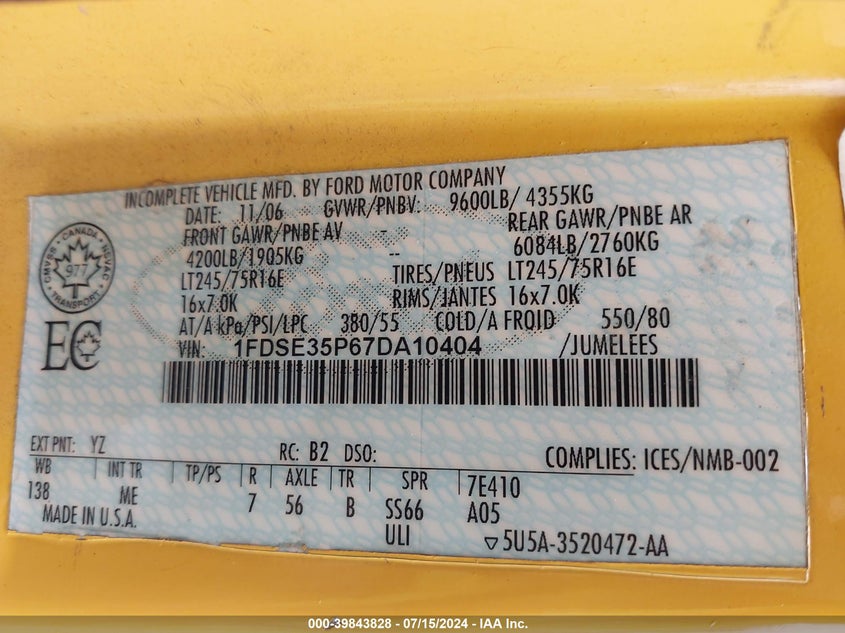 INCOMPLETE VEHICLE MFD. BY FORD MOTOR COMPANY
DATE: 11/06 GVWR/PNBV: 9600LB/ 4355KG
FRONT GAWR/PNBE AV - REAR GAWR/PNBE AR
4200LB/1905KG -- 6084LB/2760KG
LT245/75R16E TIRES/PNEUS LT245/75R16E
16x7.0K RIMS/JANTES 16x7.0K
AT/A kPa/PSI/LPC 380/55 COLD/A FROID 550/80
VIN: 1FDSE35P67DA10404 /JUMELEES
CANADA
CMVSS NSVAC
977
TRANSPORT
EC
EXT PNT: YZ RC: B2 DSO: COMPLIES: ICES/NMB-002
WB INT TR TP/PS R AXLE TR SPR 7E410
138 ME 7 56 B SS66 A05
MADE IN U.S.A. ULI ▽5U5A-3520472-AA
000-39843828 - 07/15/2024 - IAA Inc.